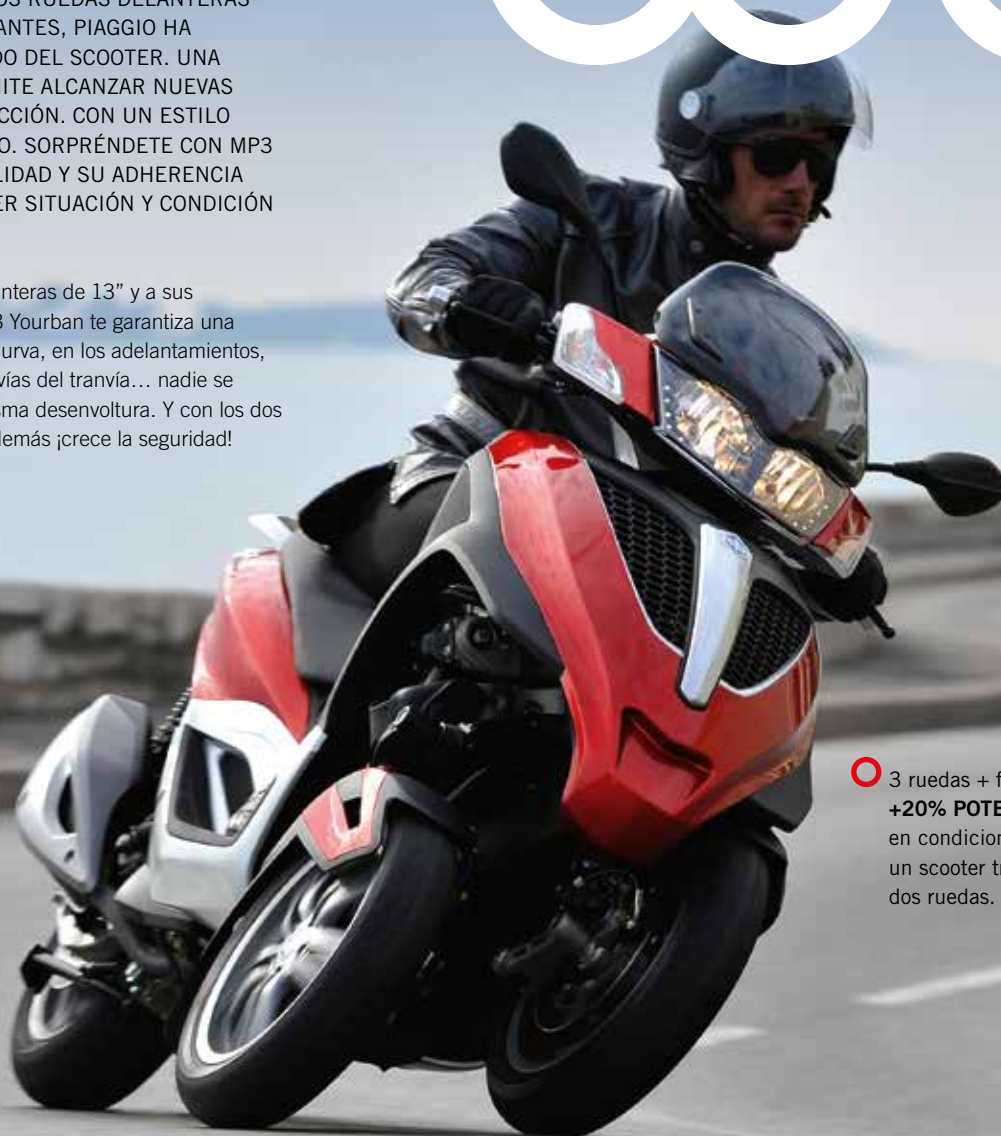 OS RUEDAS DELANTERAS
ANTES, PIAGGIO HA
DO DEL SCOOTER. UNA
MITE ALCANZAR NUEVAS
CCIÓN. CON UN ESTILO
O. SORPRÉNDETE CON MP3
LIDAD Y SU ADHERENCIA
ER SITUACIÓN Y CONDICIÓN
nteras de 13” y a sus
3 Yourban te garantiza una
curva, en los adelantamientos,
vías del tranvía… nadie se
sma desenvoltura. Y con los dos
demás ¡crece la seguridad!
3 ruedas + f
+20% POTE
en condicion
un scooter tr
dos ruedas.